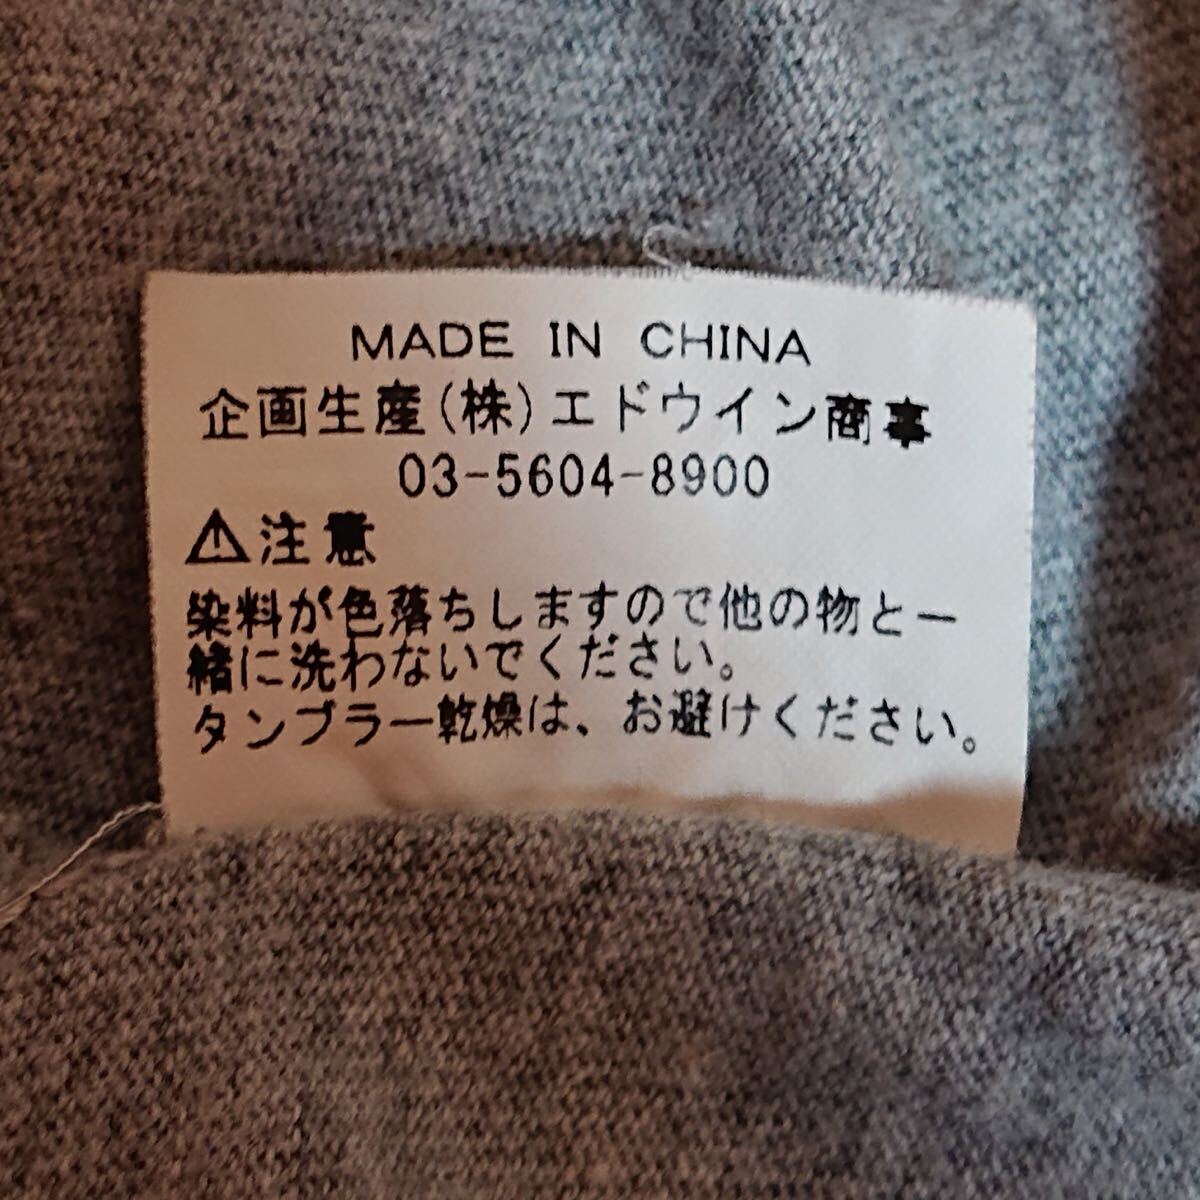 MADE IN CHINA
企画生産(株)エドウイン商事
03-5604-8900
⚠注意
染料が色落ちしますので他の物と一
緒に洗わないでください。
タンブラー乾燥は、お避けください。